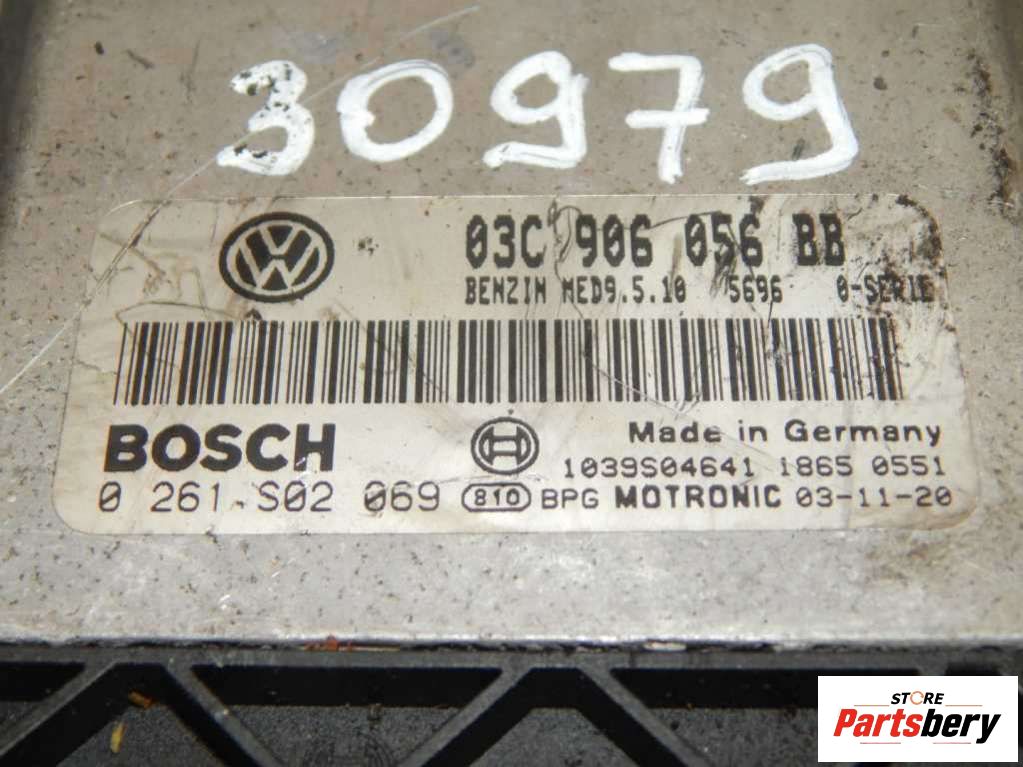 30979
03C 906 056 BB
BENZIN MED9.5.10 5696 0-SERIE
BOSCH
Made in Germany
1039S04641 1865 0551
0 261 S02 069 810 BPG MOTRONIC 03-11-20
STORE
Partsbery